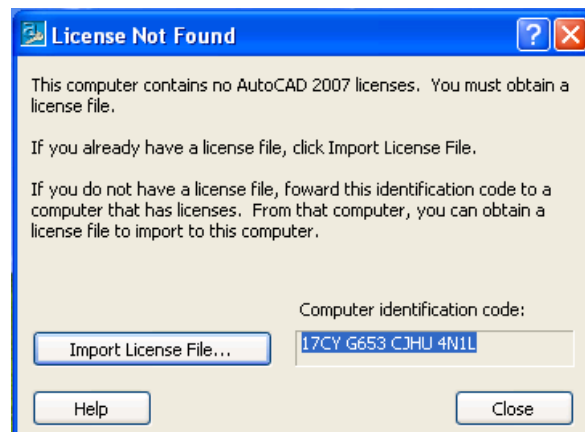 License Not Found
This computer contains no AutoCAD 2007 licenses. You must obtain a
license file.
If you already have a license file, click Import License File.
If you do not have a license file, foward this identification code to a
computer that has licenses. From that computer, you can obtain a
license file to import to this computer.
Computer identification code:
Import License File...
17CY G653 CJHU 4N1L
Help
Close